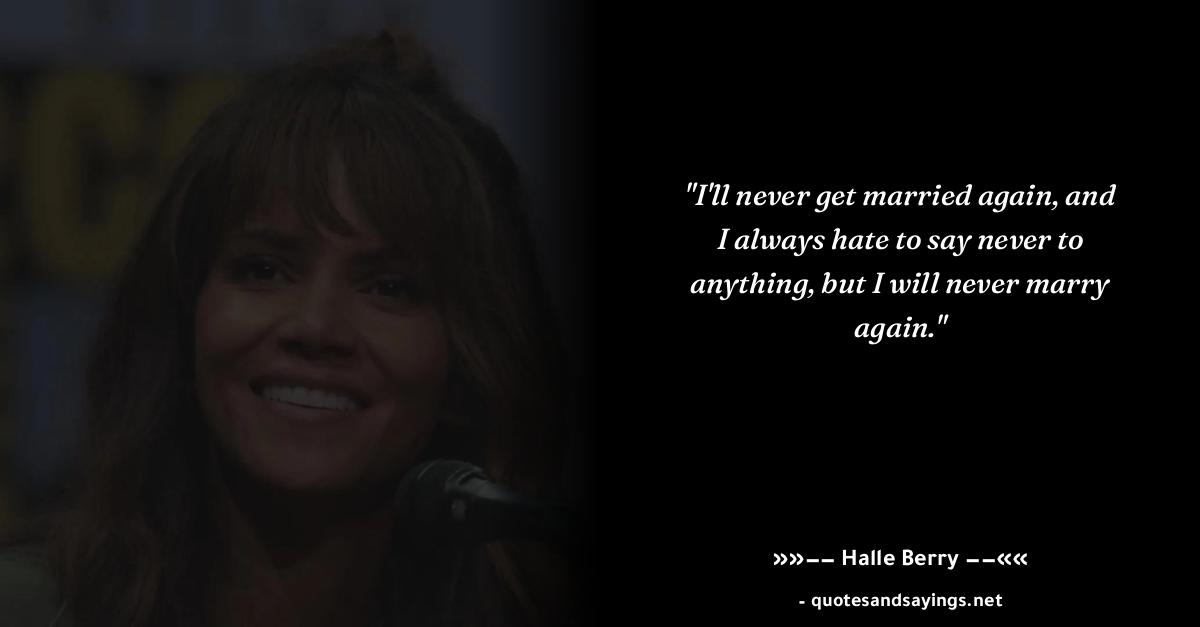 "I'll never get married again, and
I always hate to say never to
anything, but I will never marry
again."
»»−− Halle Berry −−««
- quotesandsayings.net